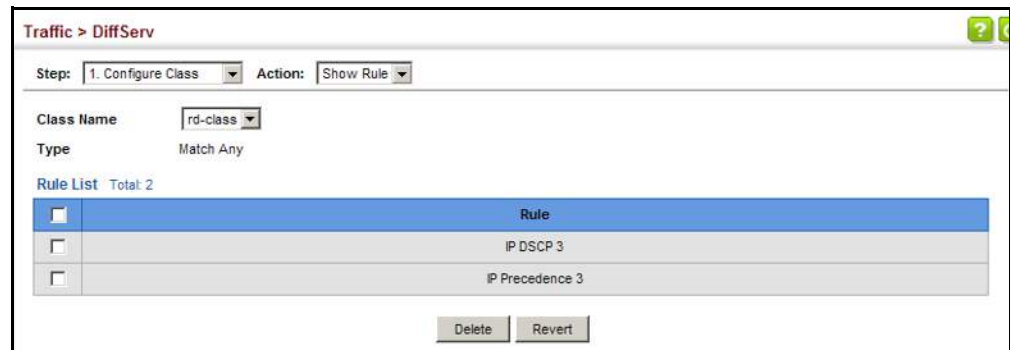 Traffic > DiffServ
?
Step: 1. Configure Class Action: Show Rule
Class Name rd-class
Type Match Any
Rule List Total: 2
Rule
IP DSCP 3
IP Precedence 3
Delete Revert